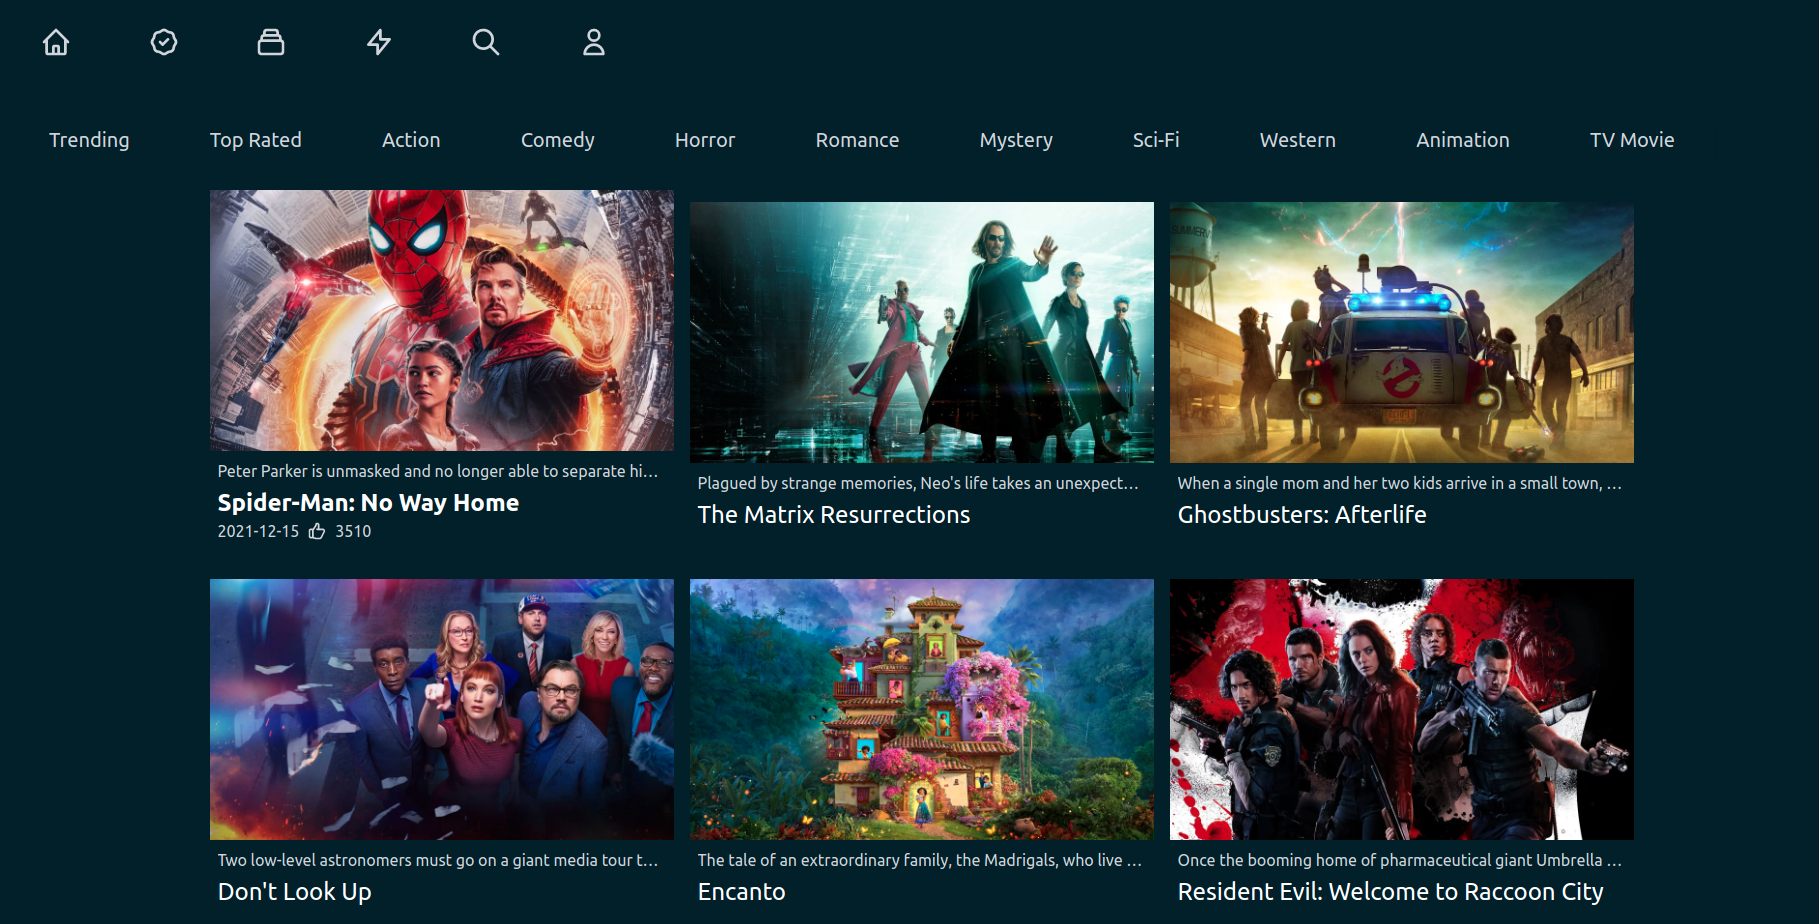 Trending Top Rated Action Comedy Horror Romance Mystery Sci-Fi Western Animation TV Movie
SUMMERV
Peter Parker is unmasked and no longer able to separate hi...
Spider-Man: No Way Home
2021-12-15 3510
Plagued by strange memories, Neo's life takes an unexpect...
The Matrix Resurrections
When a single mom and her two kids arrive in a small town, ...
Ghostbusters: Afterlife
Two low-level astronomers must go on a giant media tour t...
Don't Look Up
The tale of an extraordinary family, the Madrigals, who live ...
Encanto
Once the booming home of pharmaceutical giant Umbrella ...
Resident Evil: Welcome to Raccoon City